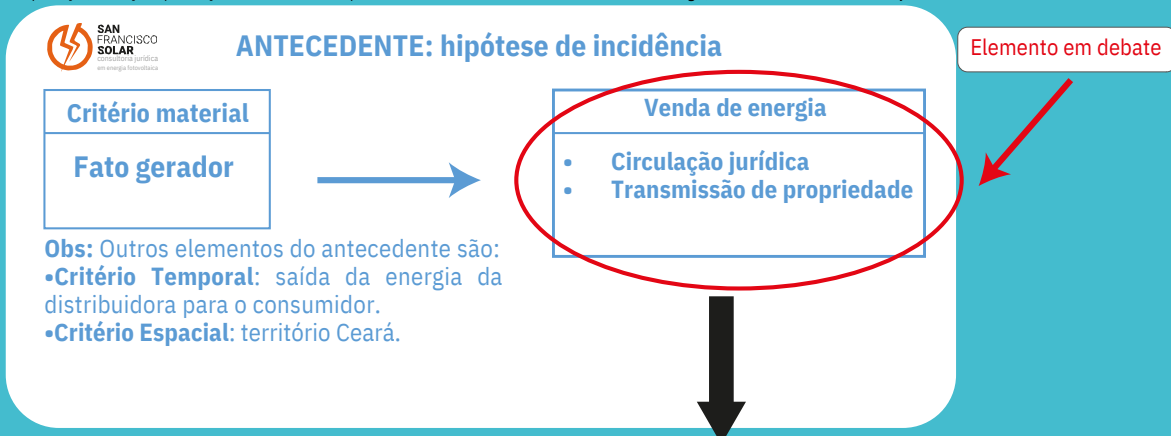 SAN
FRANCISCO
SOLAR
consultoria jurídica
em energia fotovoltaica
ANTECEDENTE: hipótese de incidência
Elemento em debate
Critério material
Fato gerador
Venda de energia
• Circulação jurídica
• Transmissão de propriedade
Obs: Outros elementos do antecedente são:
•Critério Temporal: saída da energia da
distribuidora para o consumidor.
•Critério Espacial: território Ceará.